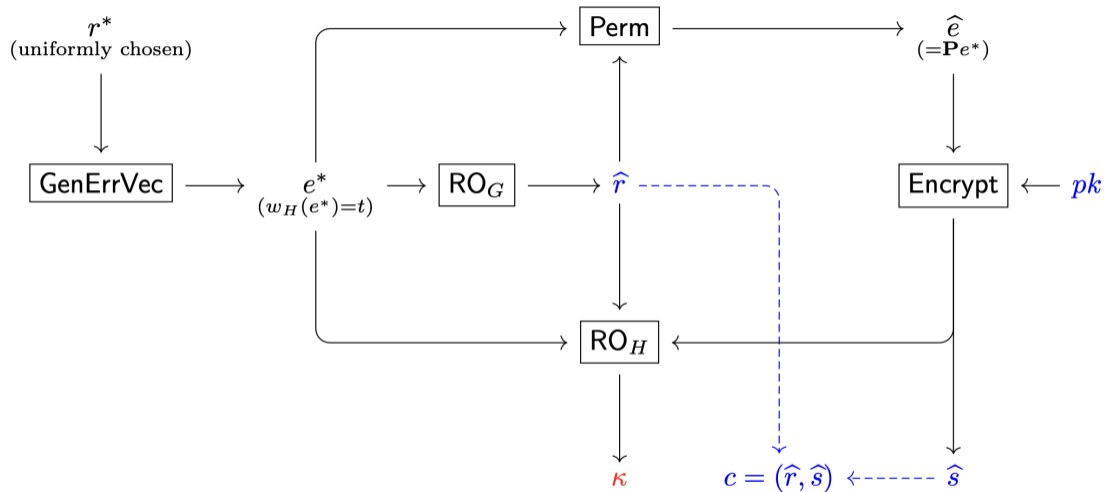 r*
(uniformly chosen)
Perm
ê
(=Pe*)
GenErrVec
e*
(w_H(e*)=t)
RO_G
r̂
Encrypt
pk
RO_H
κ
c = (r̂, ŝ)
ŝ